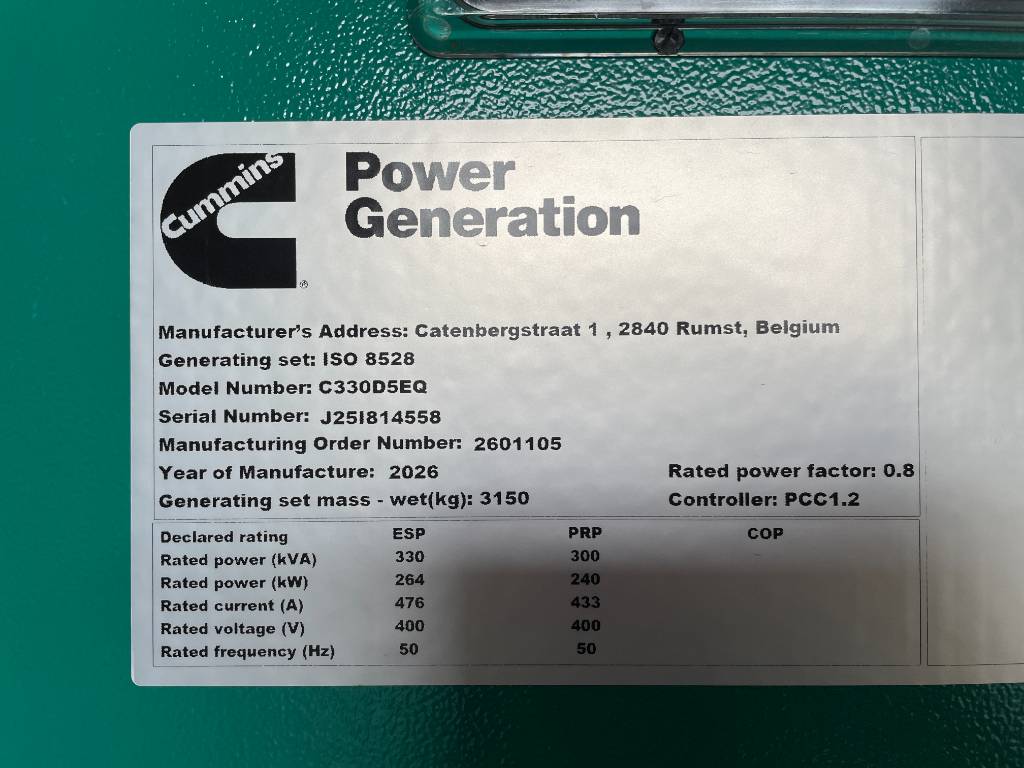 Cummins
Power
Generation
®
Manufacturer's Address: Catenbergstraat 1 , 2840 Rumst, Belgium
Generating set: ISO 8528
Model Number: C330D5EQ
Serial Number: J25I814558
Manufacturing Order Number: 2601105
Year of Manufacture: 2026 Rated power factor: 0.8
Generating set mass - wet(kg): 3150 Controller: PCC1.2
Declared rating ESP PRP COP
Rated power (kVA) 330 300
Rated power (kW) 264 240
Rated current (A) 476 433
Rated voltage (V) 400 400
Rated frequency (Hz) 50 50